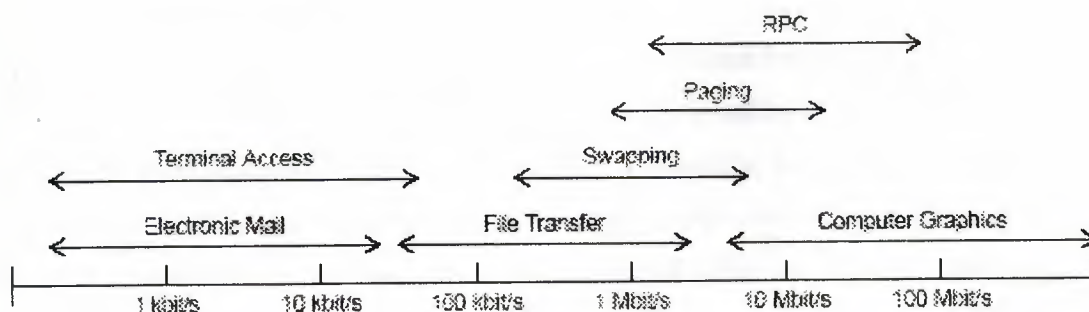 RPC
Paging
Terminal Access Swapping
Electronic Mail File Transfer Computer Graphics
1 kbit/s 10 kbit/s 100 kbit/s 1 Mbit/s 10 Mbit/s 100 Mbit/s